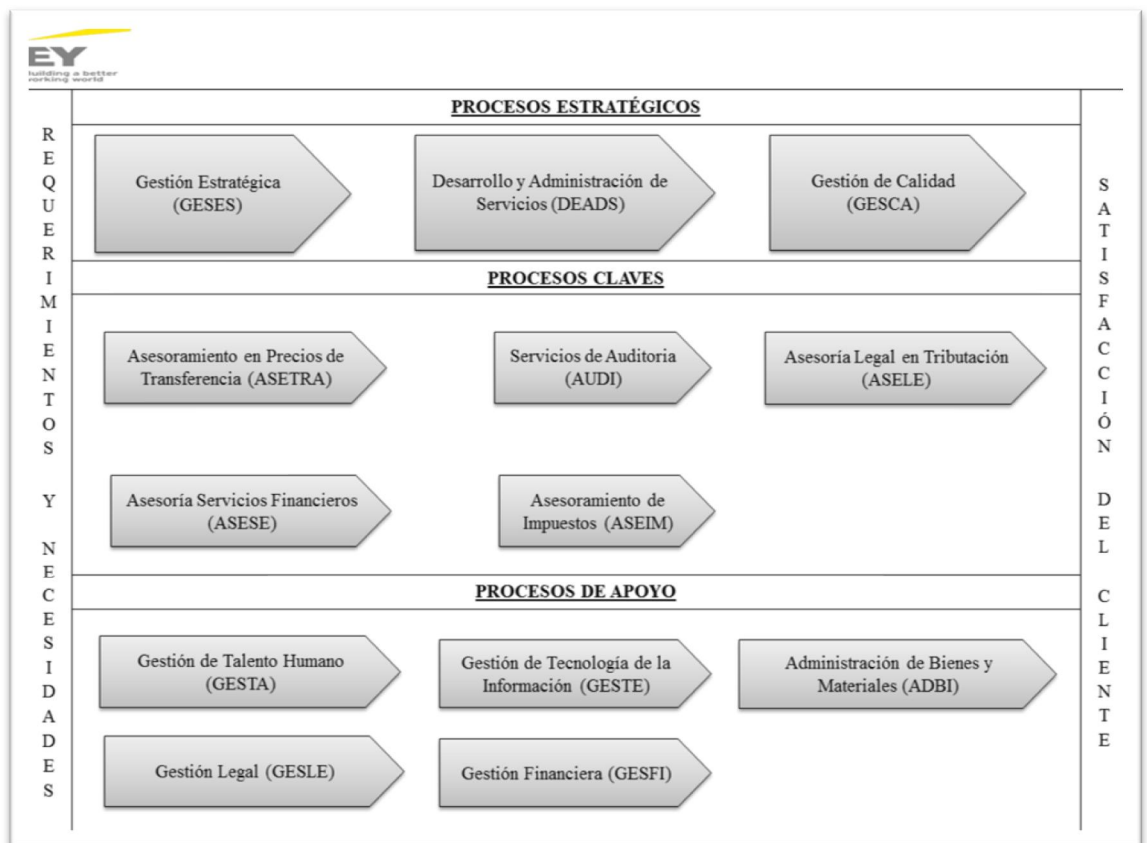 EY
building a better
working world
PROCESOS ESTRATÉGICOS
REQUERIMIENTOS Y NECESIDADES
Gestión Estratégica
(GESES)
Desarrollo y Administración de
Servicios (DEADS)
Gestión de Calidad
(GESCA)
SATISFACCIÓN DEL CLIENTE
PROCESOS CLAVES
Asesoramiento en Precios de
Transferencia (ASETRA)
Servicios de Auditoria
(AUDI)
Asesoría Legal en Tributación
(ASELE)
Asesoría Servicios Financieros
(ASESE)
Asesoramiento de
Impuestos (ASEIM)
PROCESOS DE APOYO
Gestión de Talento Humano
(GESTA)
Gestión de Tecnología de la
Información (GESTE)
Administración de Bienes y
Materiales (ADBI)
Gestión Legal (GESLE)
Gestión Financiera (GESFI)